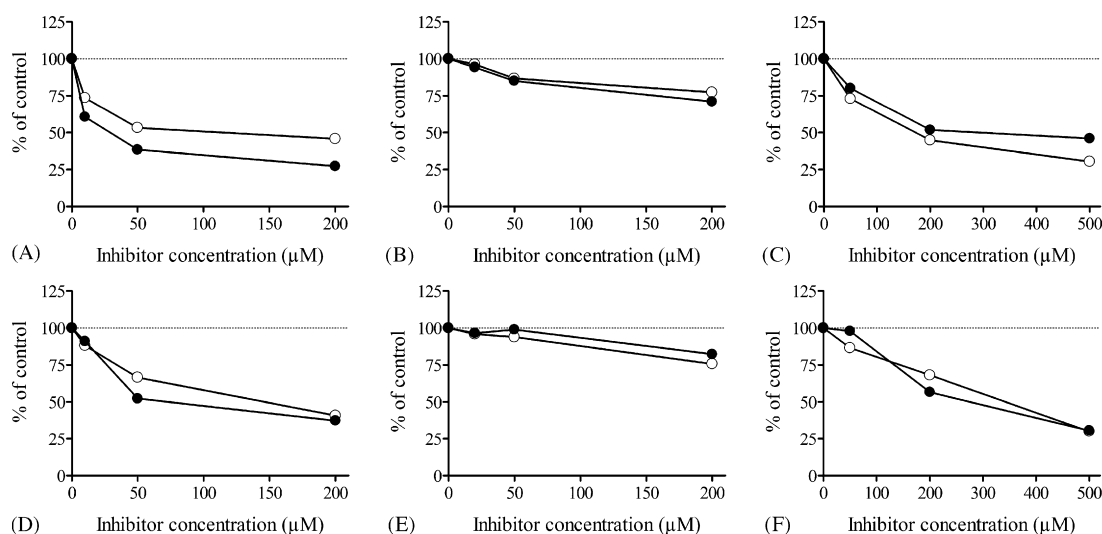 125
100
75
50
25
0
% of control
0 50 100 150 200
(A) Inhibitor concentration (µM)
125
100
75
50
25
0
% of control
0 50 100 150 200
(B) Inhibitor concentration (µM)
125
100
75
50
25
0
% of control
0 100 200 300 400 500
(C) Inhibitor concentration (µM)
125
100
75
50
25
0
% of control
0 50 100 150 200
(D) Inhibitor concentration (µM)
125
100
75
50
25
0
% of control
0 50 100 150 200
(E) Inhibitor concentration (µM)
125
100
75
50
25
0
% of control
0 100 200 300 400 500
(F) Inhibitor concentration (µM)